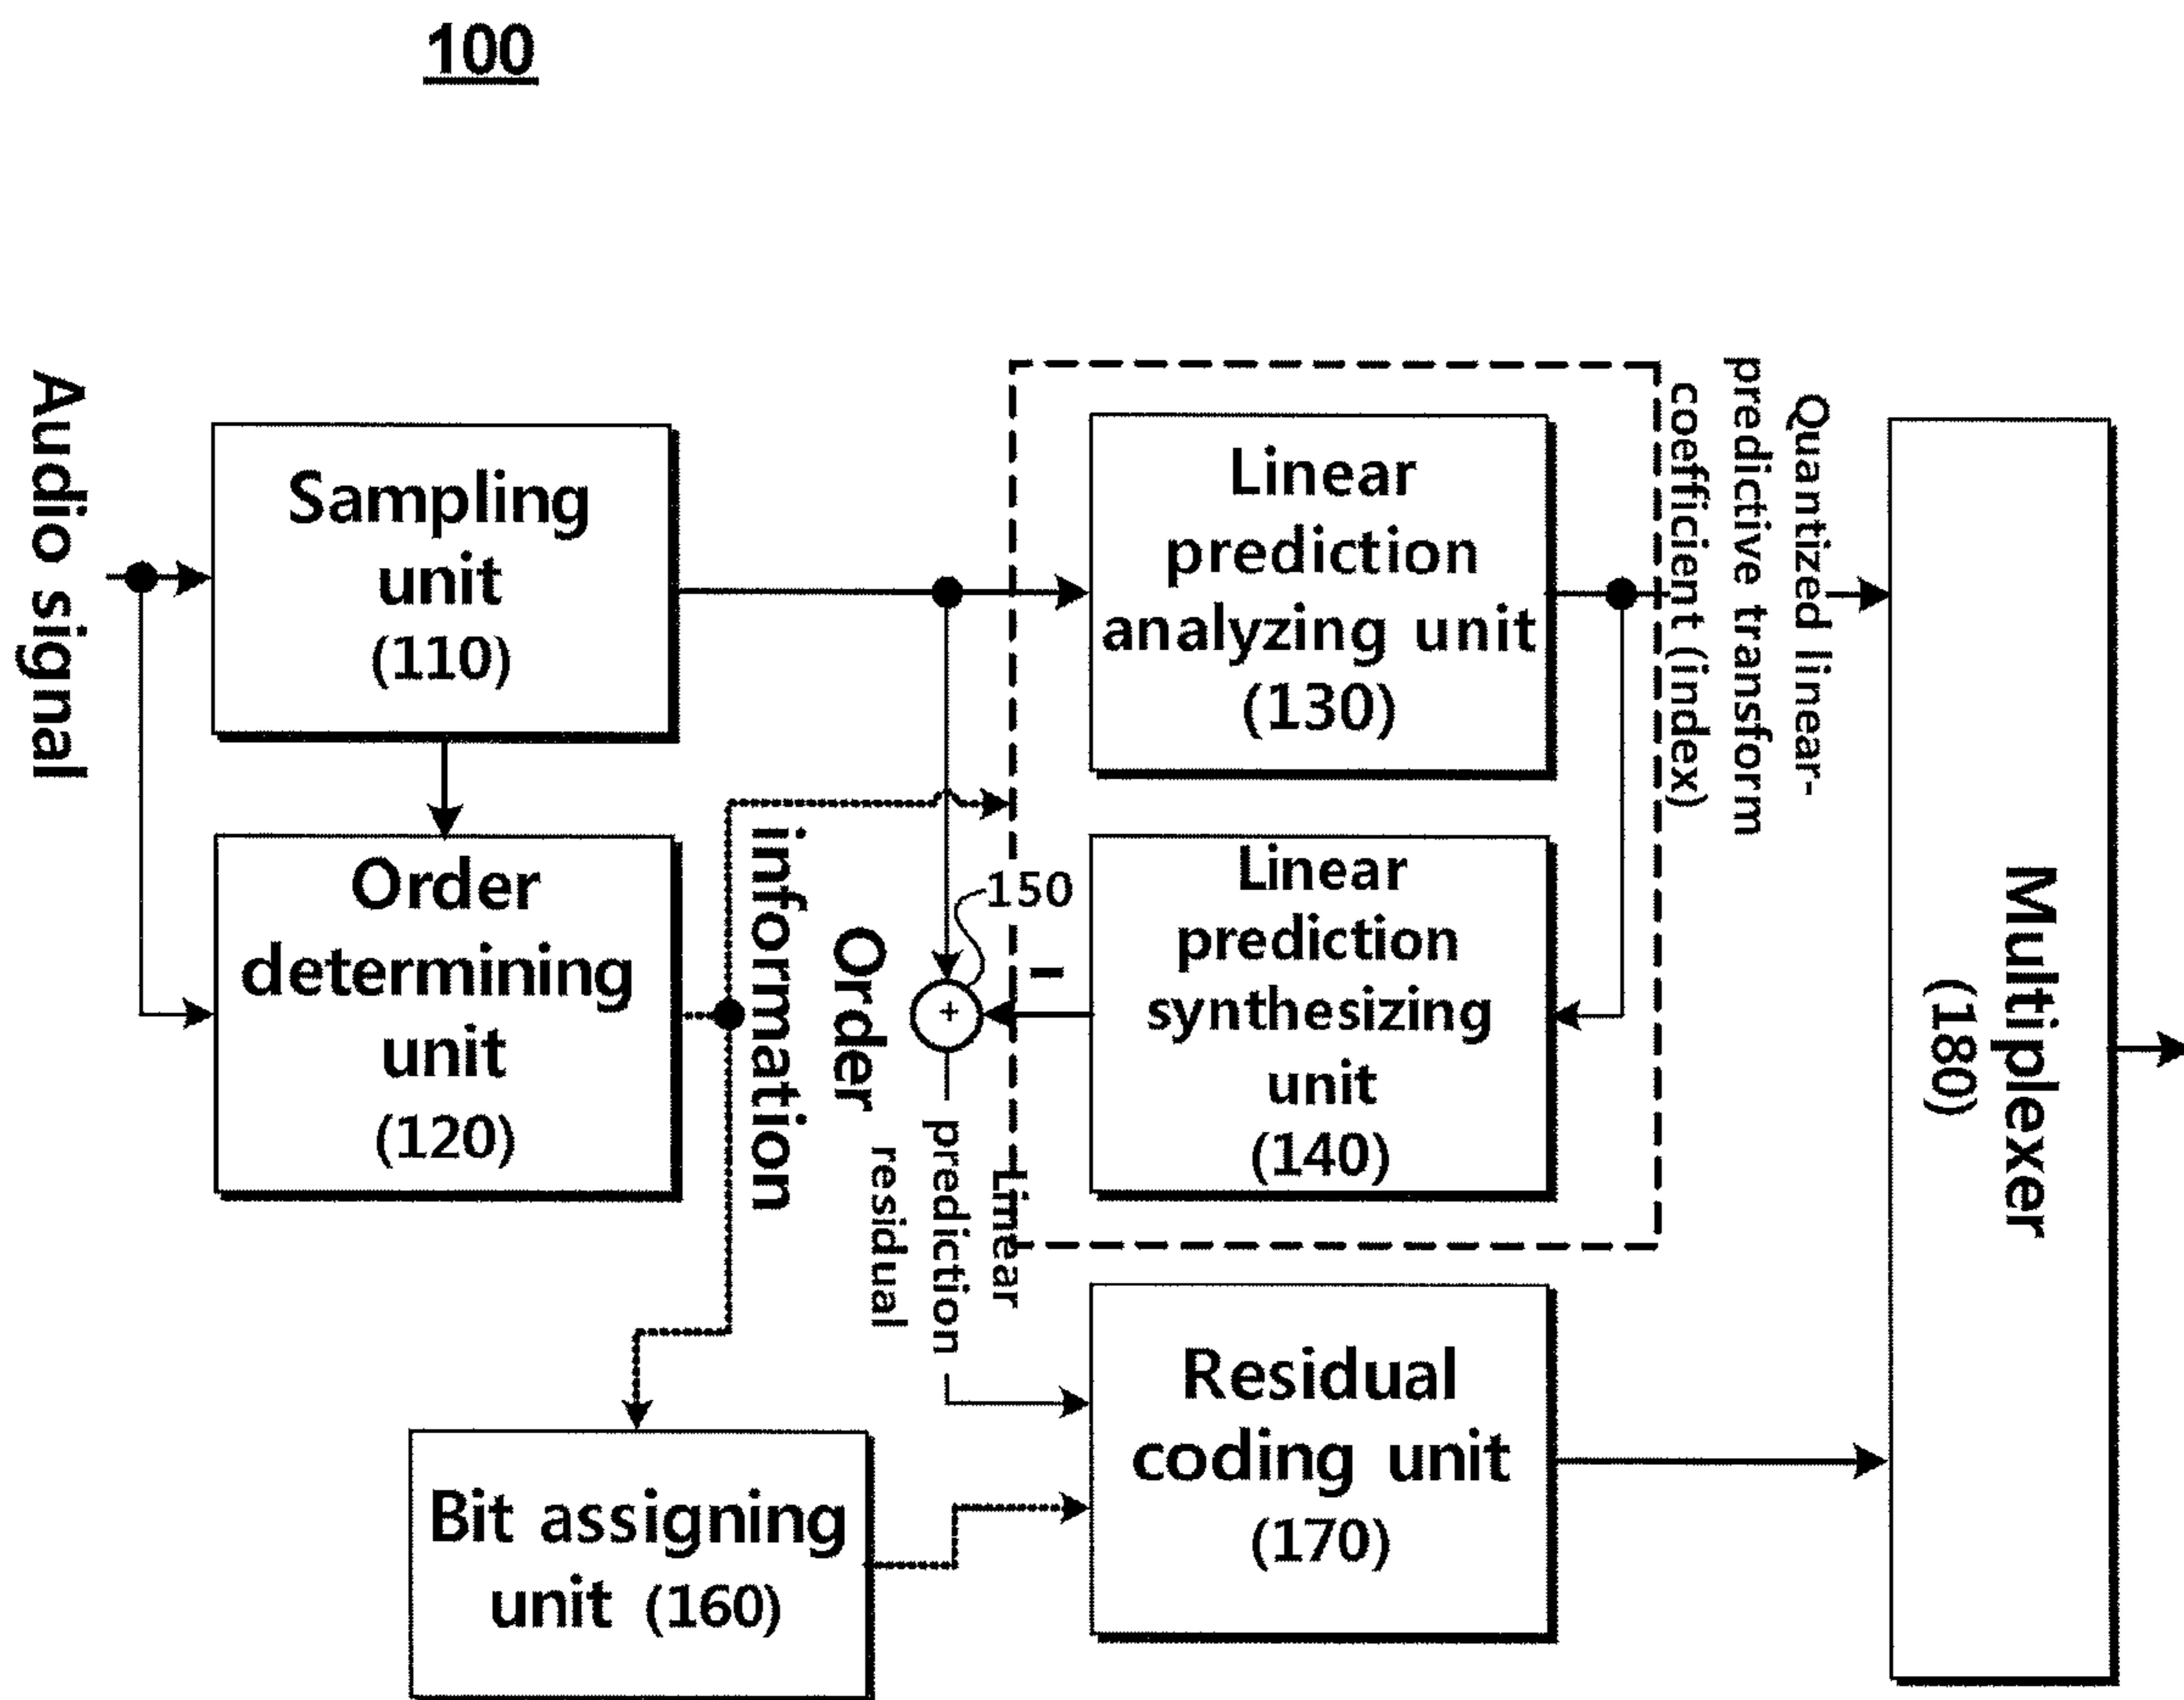 100
Audio signal
Sampling
unit
(110)
Order
determining
unit
(120)
Order
information
Linear
prediction
analyzing unit
(130)
Quantized linear-
predictive transform
coefficient (index)
150
+
–
Linear
prediction
synthesizing
unit
(140)
Linear
prediction
residual
Bit assigning
unit (160)
Residual
coding unit
(170)
Multiplexer
(180)